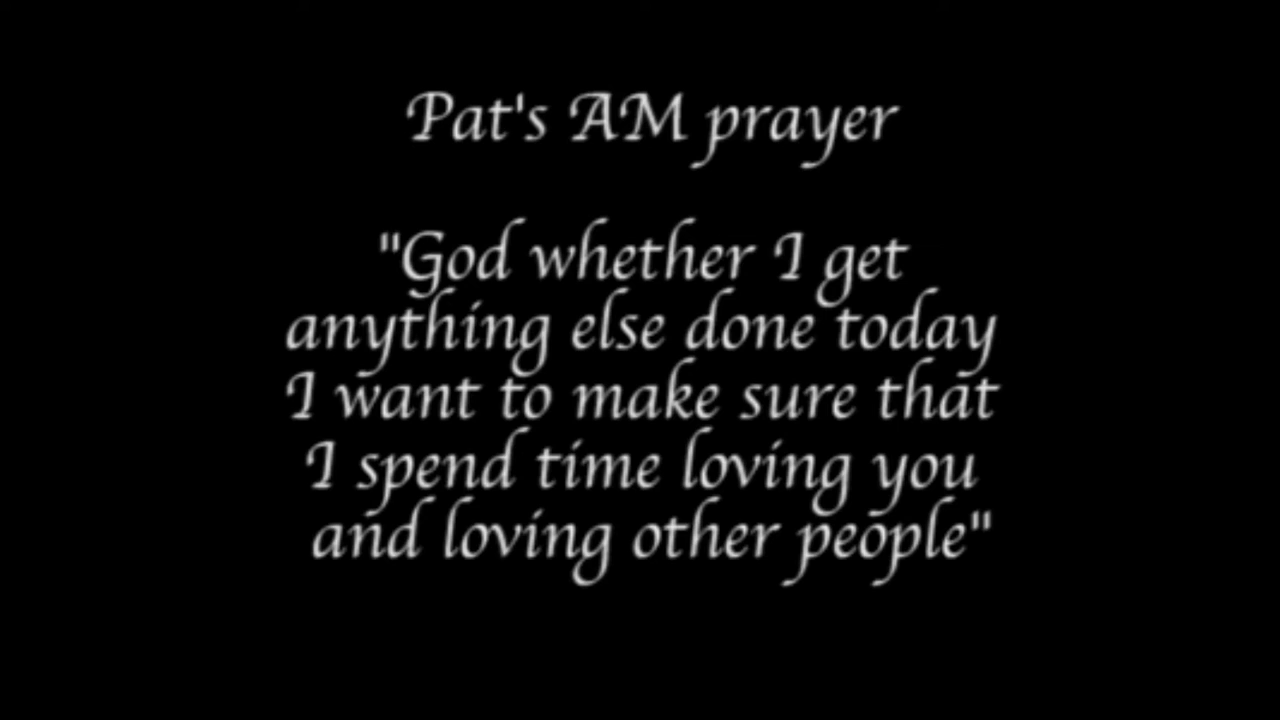 Pat's AM prayer
"God whether I get
anything else done today
I want to make sure that
I spend time loving you
and loving other people"